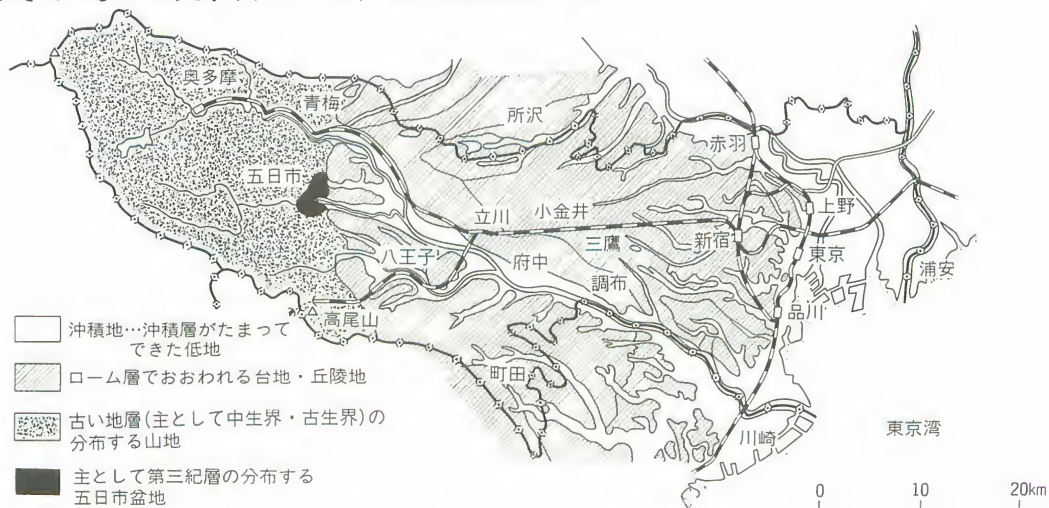 奥多摩
青梅
所沢
赤羽
五日市
立川
小金井
上野
三鷹
新宿
東京
八王子
府中
浦安
調布
品川
高尾山
町田
川崎
東京湾
沖積地…沖積層がたまって
できた低地
ローム層でおおわれる台地・丘陵地
古い地層(主として中生界・古生界)の
分布する山地
主として第三紀層の分布する
五日市盆地
0 10 20km